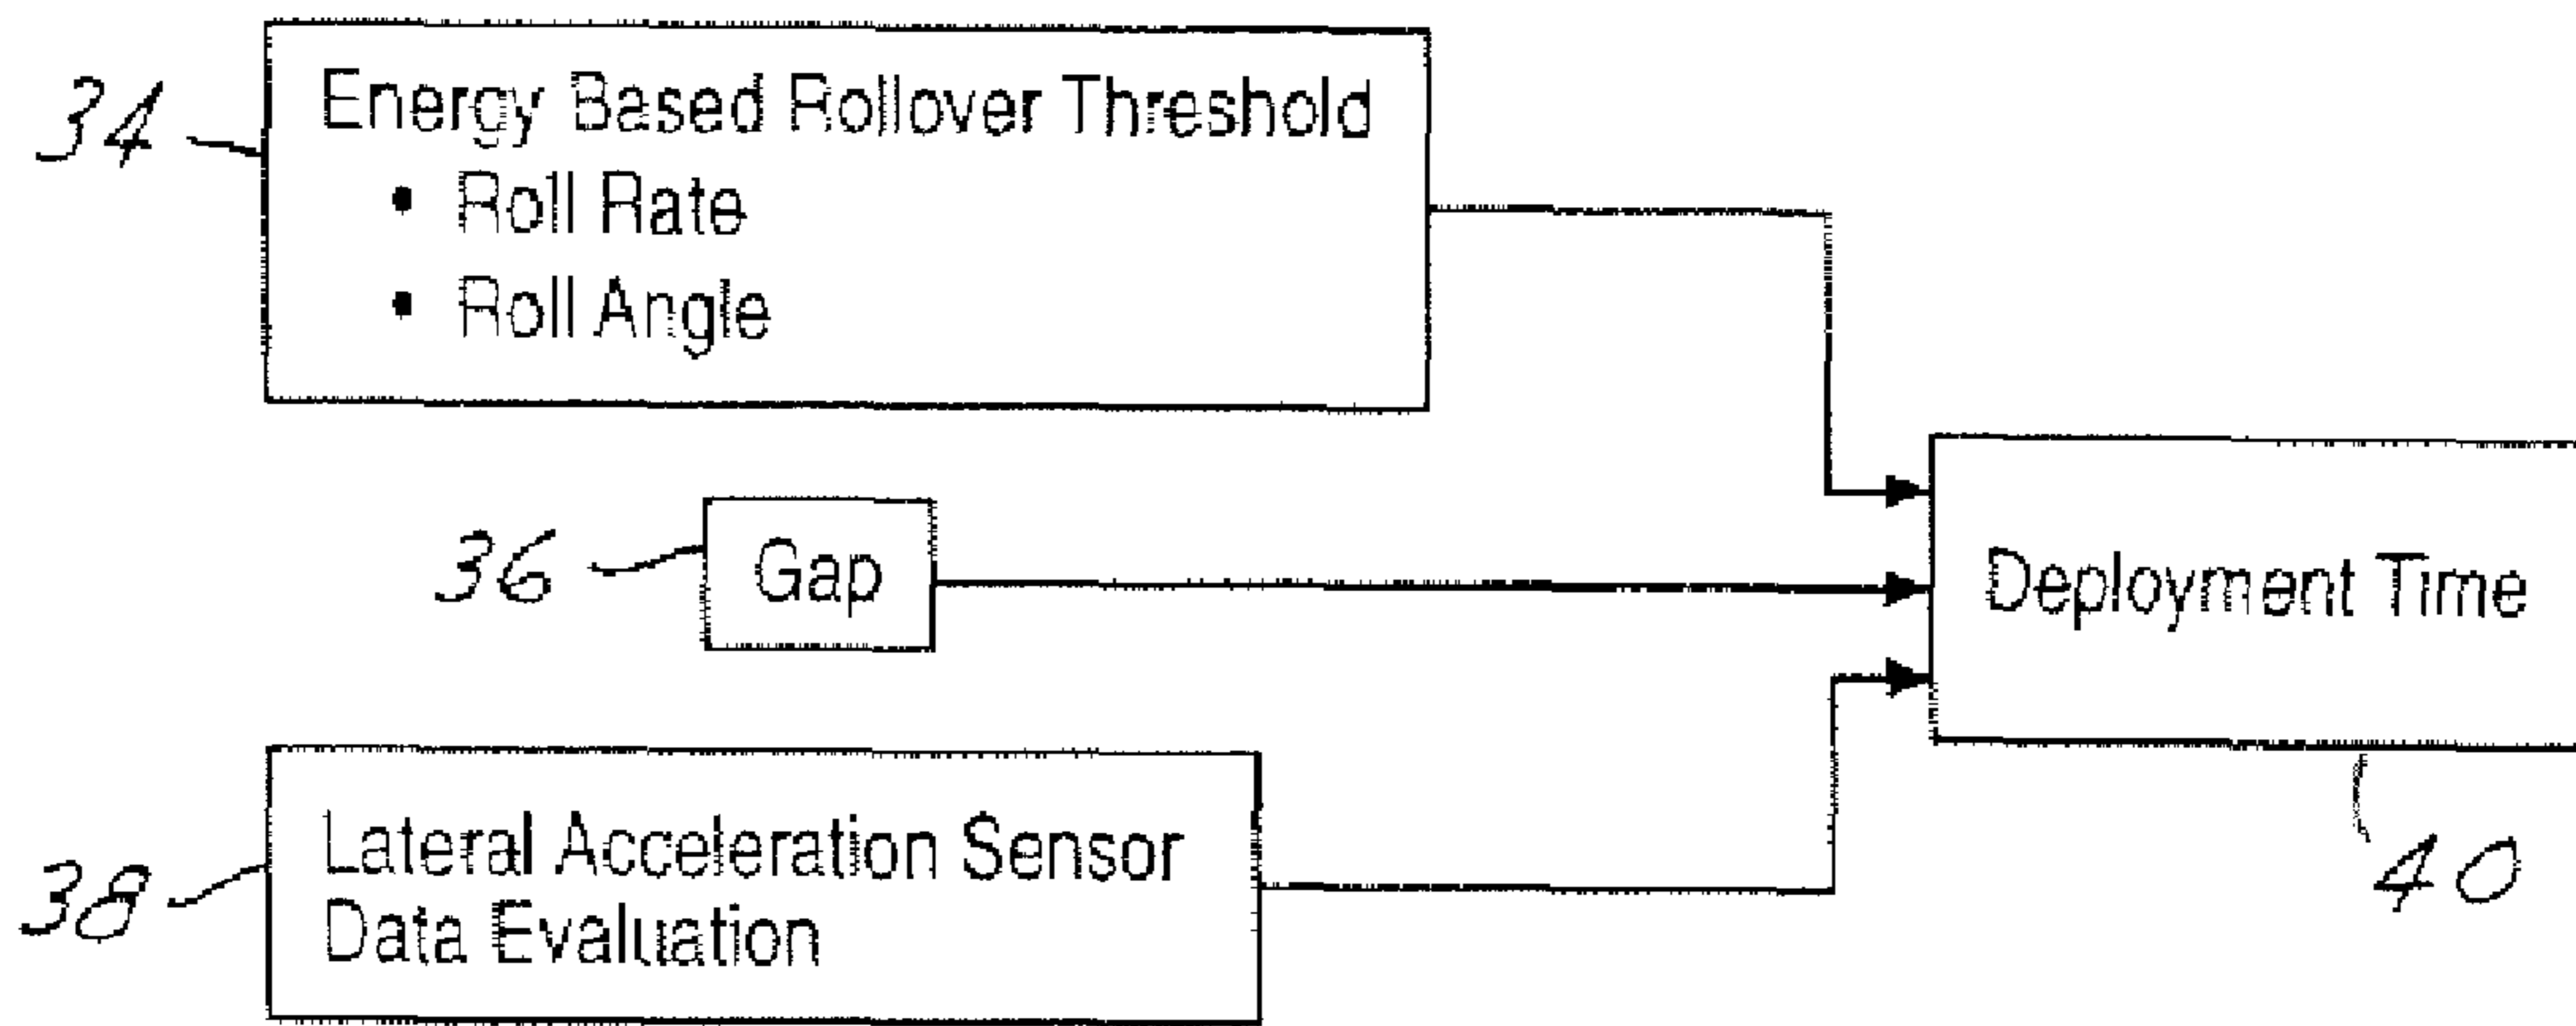 34
Energy Based Rollover Threshold
• Roll Rate
• Roll Angle
36
Gap
Deployment Time
38
Lateral Acceleration Sensor
Data Evaluation
40